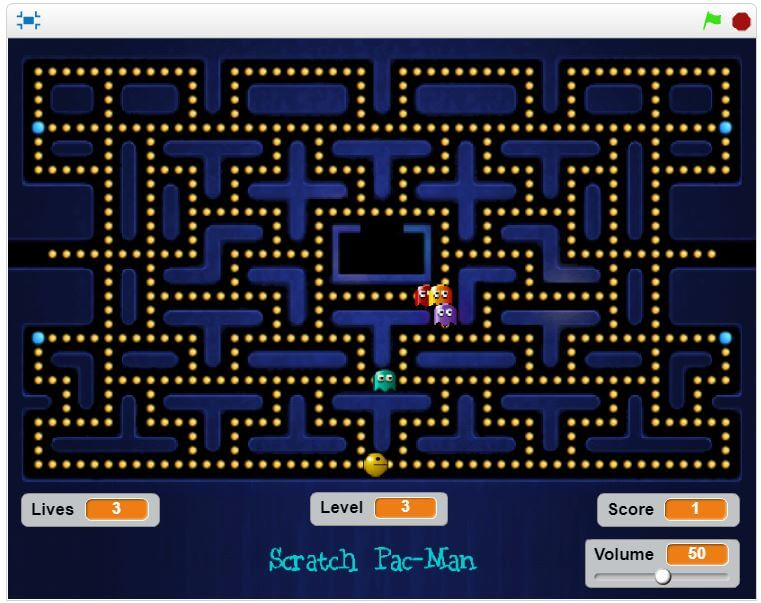 Lives 3
Level 3
Score 1
Volume 50
Scratch Pac-Man